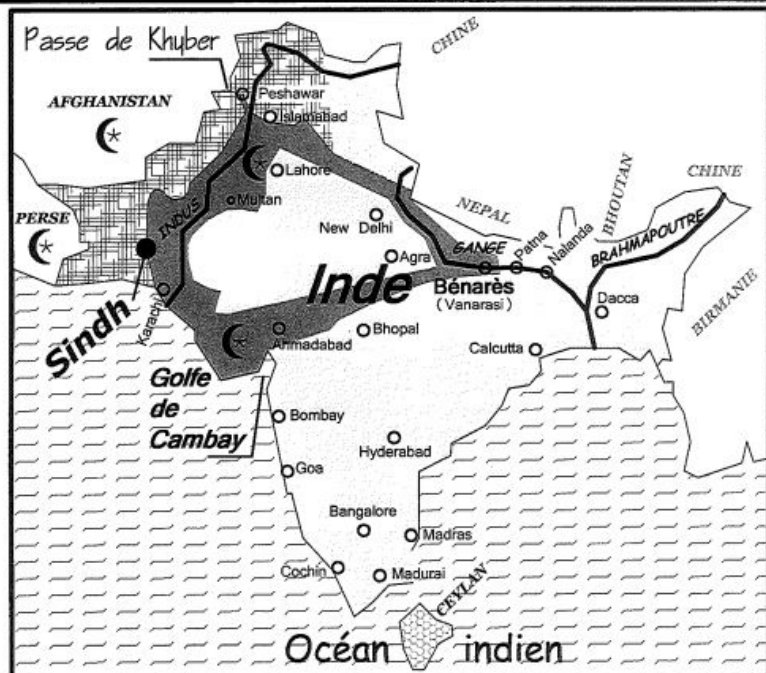 Passe de Khyber
CHINE
AFGHANISTAN
Peshawar
Islamabad
Lahore
PERSE
INDUS
Multan
New Delhi
NEPAL
BHOUTAN
CHINE
Agra
GANGE
Patna
Nalanda
BRAHMAPOUTRE
Inde
Bénarès
(Vanarasi)
Dacca
BIRMANIE
Sindh
Karachi
Ahmadabad
Bhopal
Calcutta
Golfe
de
Cambay
Bombay
Hyderabad
Goa
Bangalore
Madras
Cochin
Madurai
CEYLAN
Océan indien